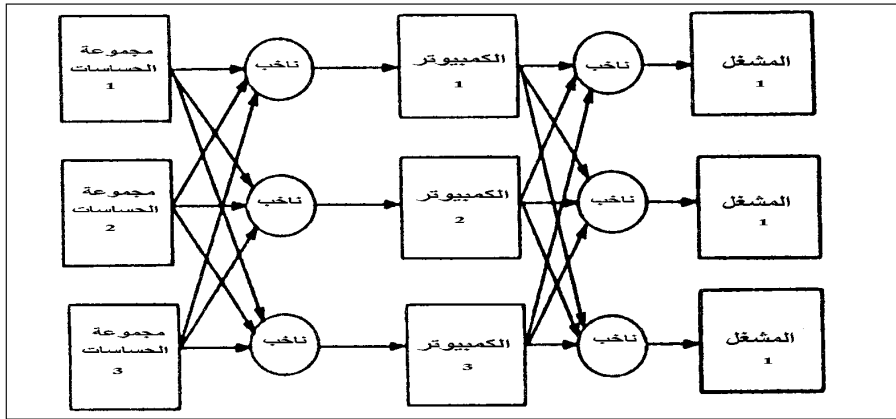 مجموعة
الحساسات
1
ناخب
الكمبيوتر
1
ناخب
المشغل
1
مجموعة
الحساسات
2
ناخب
الكمبيوتر
2
ناخب
المشغل
1
مجموعة
الحساسات
3
ناخب
الكمبيوتر
3
ناخب
المشغل
1